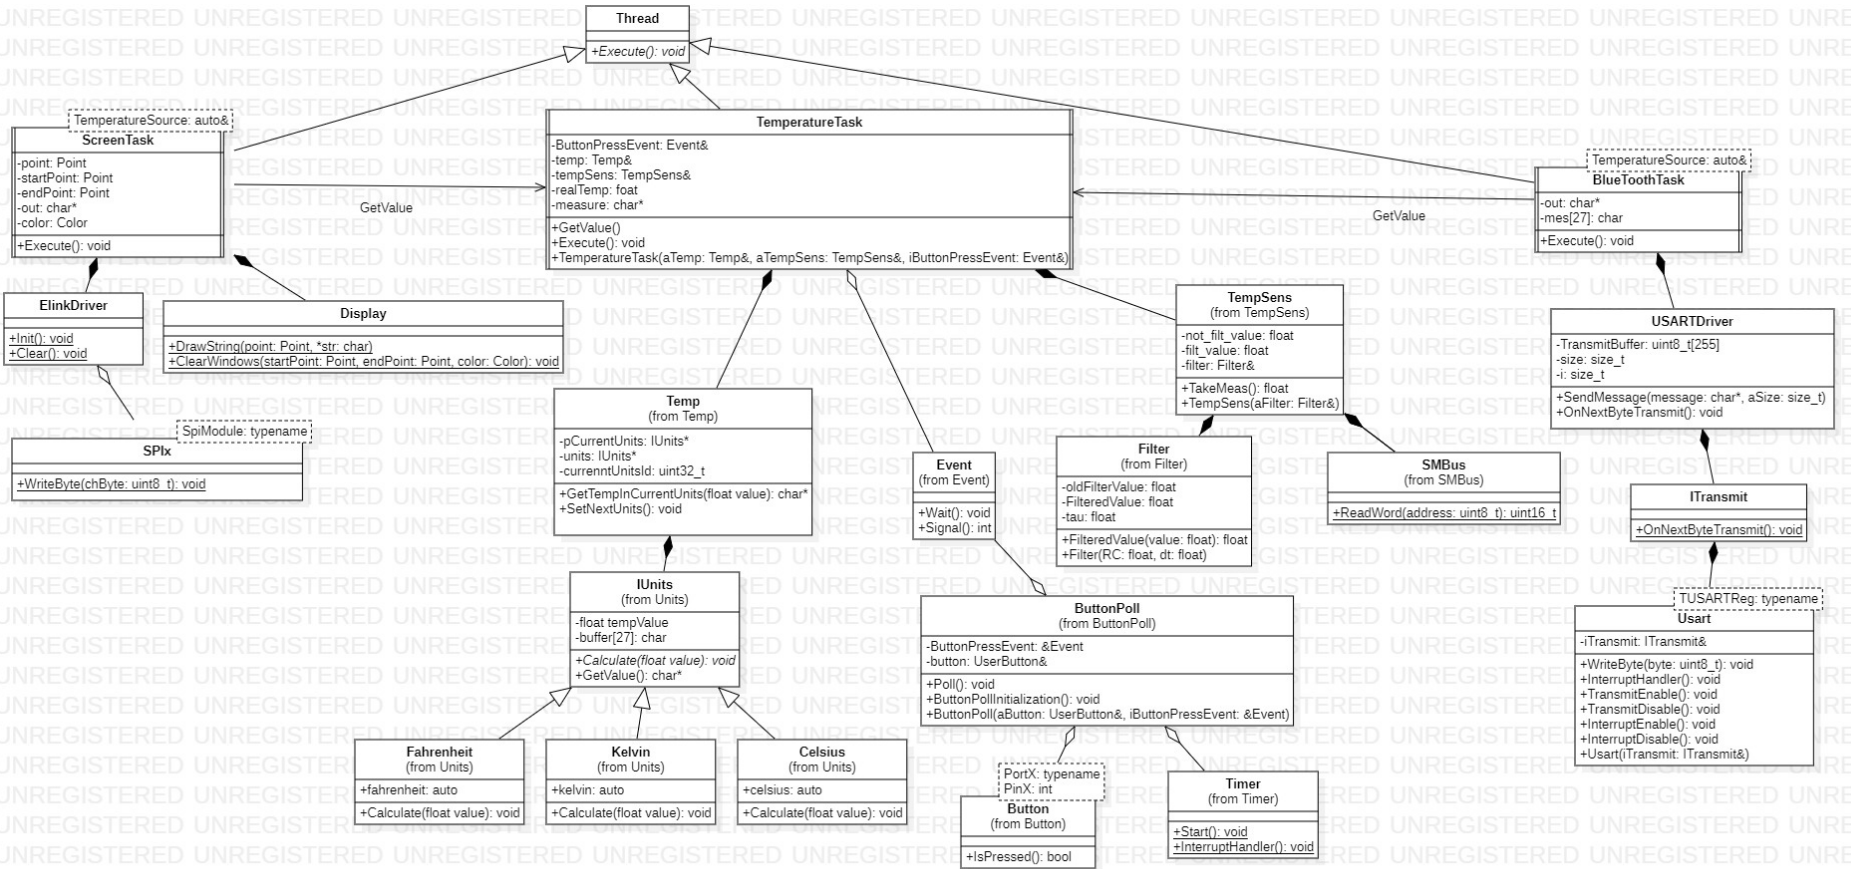 Thread
+Execute(): void
TemperatureSource: auto&
ScreenTask
-point: Point
-startPoint: Point
-endPoint: Point
-out: char*
-color: Color
+Execute(): void
TemperatureTask
-ButtonPressEvent: Event&
-temp: Temp&
-tempSens: TempSens&
-realTemp: foat
-measure: char*
+GetValue()
+Execute(): void
+TemperatureTask(aTemp: Temp&, aTempSens: TempSens&, iButtonPressEvent: Event&)
TemperatureSource: auto&
BlueToothTask
-out: char*
-mes[27]: char
+Execute(): void
GetValue
GetValue
ElinkDriver
+Init(): void
+Clear(): void
Display
+DrawString(point: Point, *str: char)
+ClearWindows(startPoint: Point, endPoint: Point, color: Color): void
TempSens
(from TempSens)
-not_filt_value: float
-filt_value: float
-filter: Filter&
+TakeMeas(): float
+TempSens(aFilter: Filter&)
USARTDriver
-TransmitBuffer: uint8_t[255]
-size: size_t
-i: size_t
+SendMessage(message: char*, aSize: size_t)
+OnNextByteTransmit(): void
SpiModule: typename
SPIx
+WriteByte(chByte: uint8_t): void
Temp
(from Temp)
-pCurrentUnits: IUnits*
-units: IUnits*
-currenntUnitsId: uint32_t
+GetTempInCurrentUnits(float value): char*
+SetNextUnits(): void
Event
(from Event)
+Wait(): void
+Signal(): int
Filter
(from Filter)
-oldFilterValue: float
-FilteredValue: float
-tau: float
+FilteredValue(value: float): float
+Filter(RC: float, dt: float)
SMBus
(from SMBus)
+ReadWord(address: uint8_t): uint16_t
ITransmit
+OnNextByteTransmit(): void
IUnits
(from Units)
-float tempValue
-buffer[27]: char
+Calculate(float value): void
+GetValue(): char*
ButtonPoll
(from ButtonPoll)
-ButtonPressEvent: &Event
-button: UserButton&
+Poll(): void
+ButtonPollInitialization(): void
+ButtonPoll(aButton: UserButton&, iButtonPressEvent: &Event)
TUSARTReg: typename
Usart
-iTransmit: ITransmit&
+WriteByte(byte: uint8_t): void
+InterruptHandler(): void
+TransmitEnable(): void
+TransmitDisable(): void
+InterruptEnable(): void
+InterruptDisable(): void
+Usart(iTransmit: ITransmit&)
Fahrenheit
(from Units)
+fahrenheit: auto
+Calculate(float value): void
Kelvin
(from Units)
+kelvin: auto
+Calculate(float value): void
Celsius
(from Units)
+celsius: auto
+Calculate(float value): void
PortX: typename
PinX: int
Button
(from Button)
+IsPressed(): bool
Timer
(from Timer)
+Start(): void
+InterruptHandler(): void